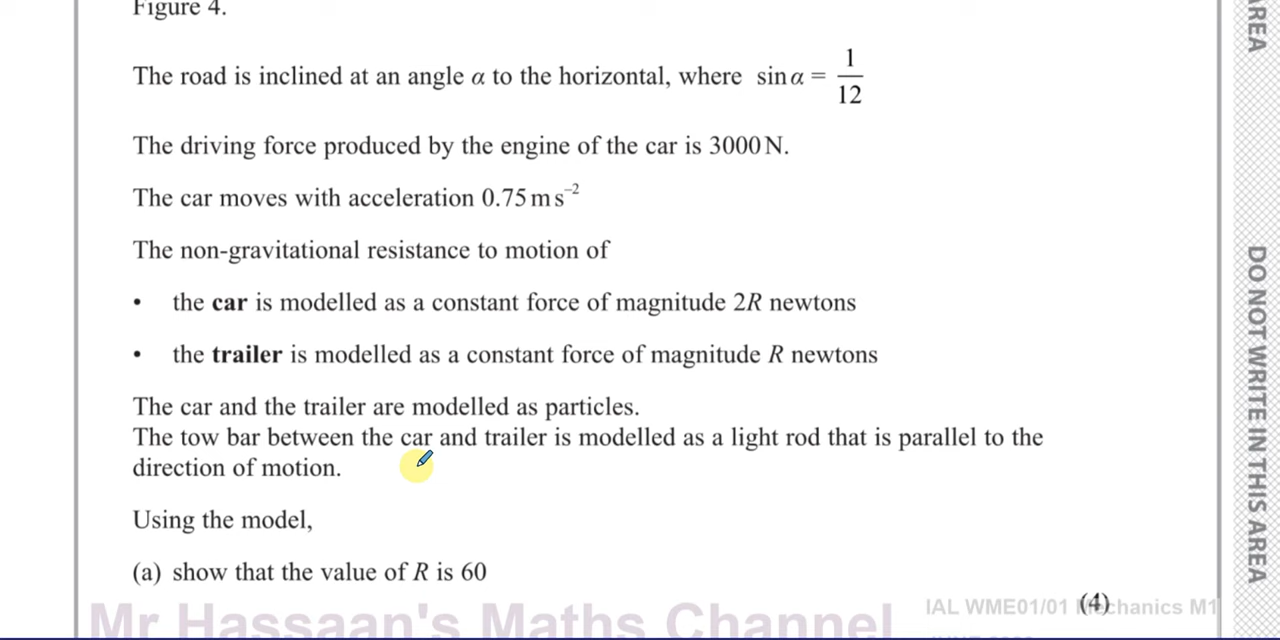 Figure 4.
The road is inclined at an angle α to the horizontal, where sin α = 1/12
The driving force produced by the engine of the car is 3000 N.
The car moves with acceleration 0.75 m s⁻²
The non-gravitational resistance to motion of
• the car is modelled as a constant force of magnitude 2R newtons
• the trailer is modelled as a constant force of magnitude R newtons
The car and the trailer are modelled as particles.
The tow bar between the car and trailer is modelled as a light rod that is parallel to the
direction of motion.
Using the model,
(a) show that the value of R is 60
(4)
Mr Hassaan's Maths Channel
IAL WME01/01 Mechanics M1
AREA
DO NOT WRITE IN THIS AREA